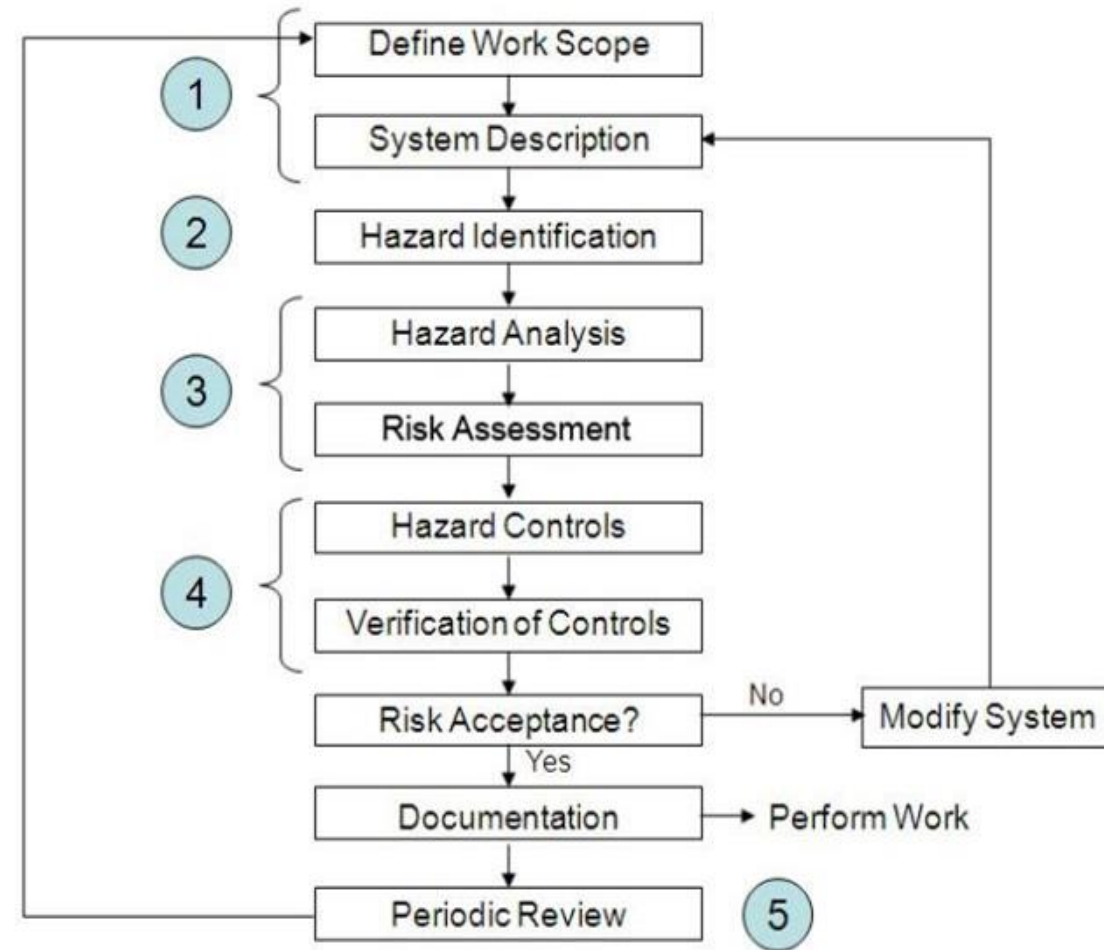 Define Work Scope
1
System Description
2
Hazard Identification
Hazard Analysis
3
Risk Assessment
Hazard Controls
4
Verification of Controls
Risk Acceptance?
No
Modify System
Yes
Documentation
Perform Work
Periodic Review
5